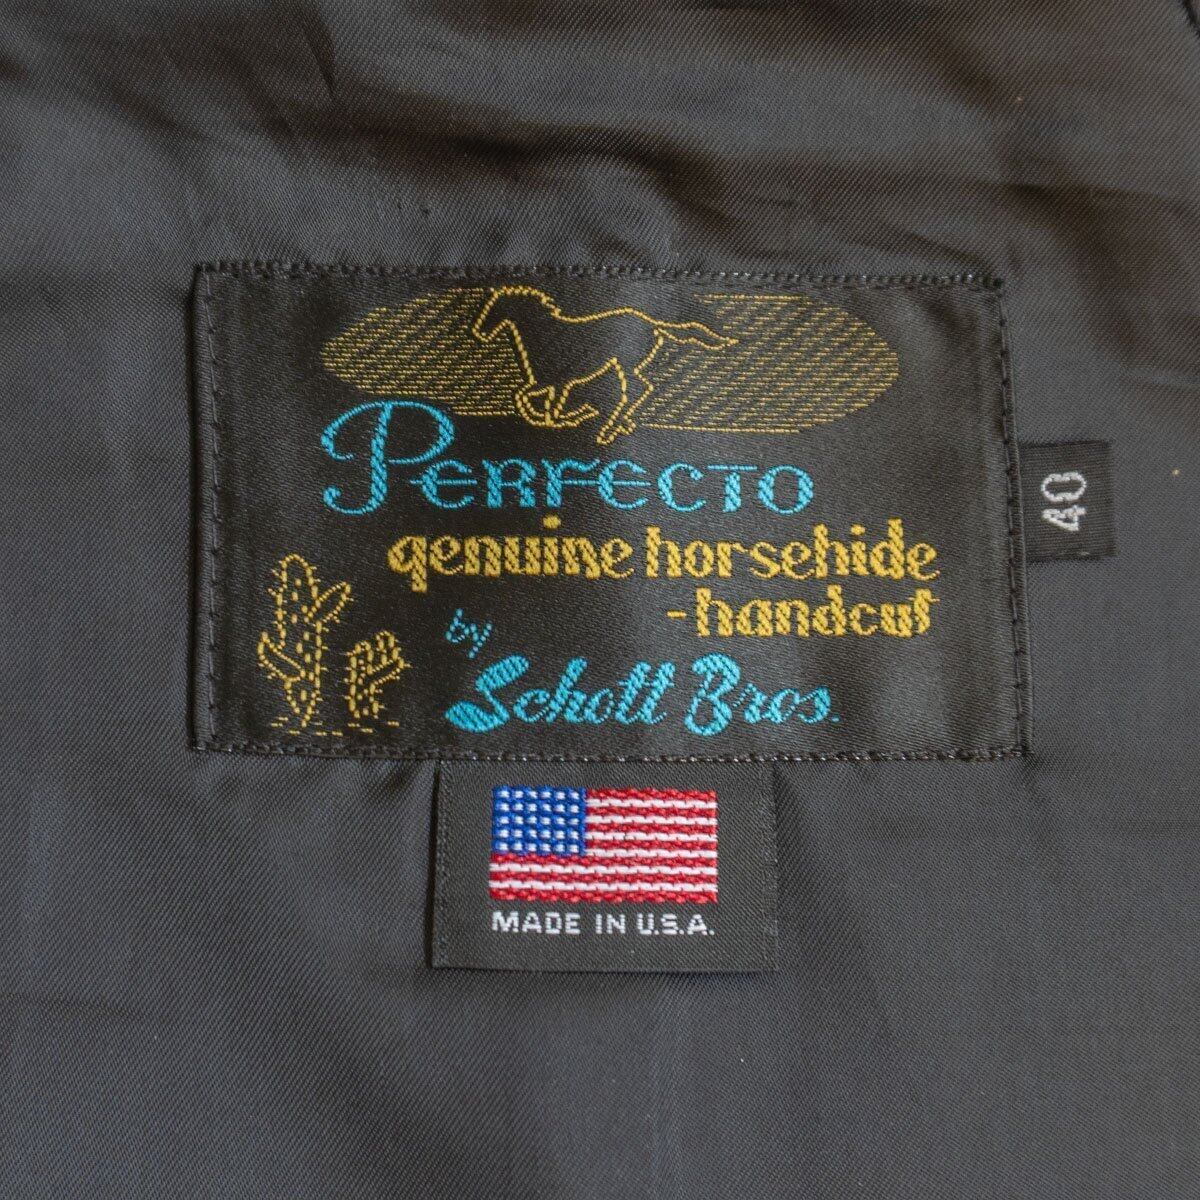 PERFECTO
genuine horsehide
-handcut
by
Schott Bros.
40
MADE IN U.S.A.